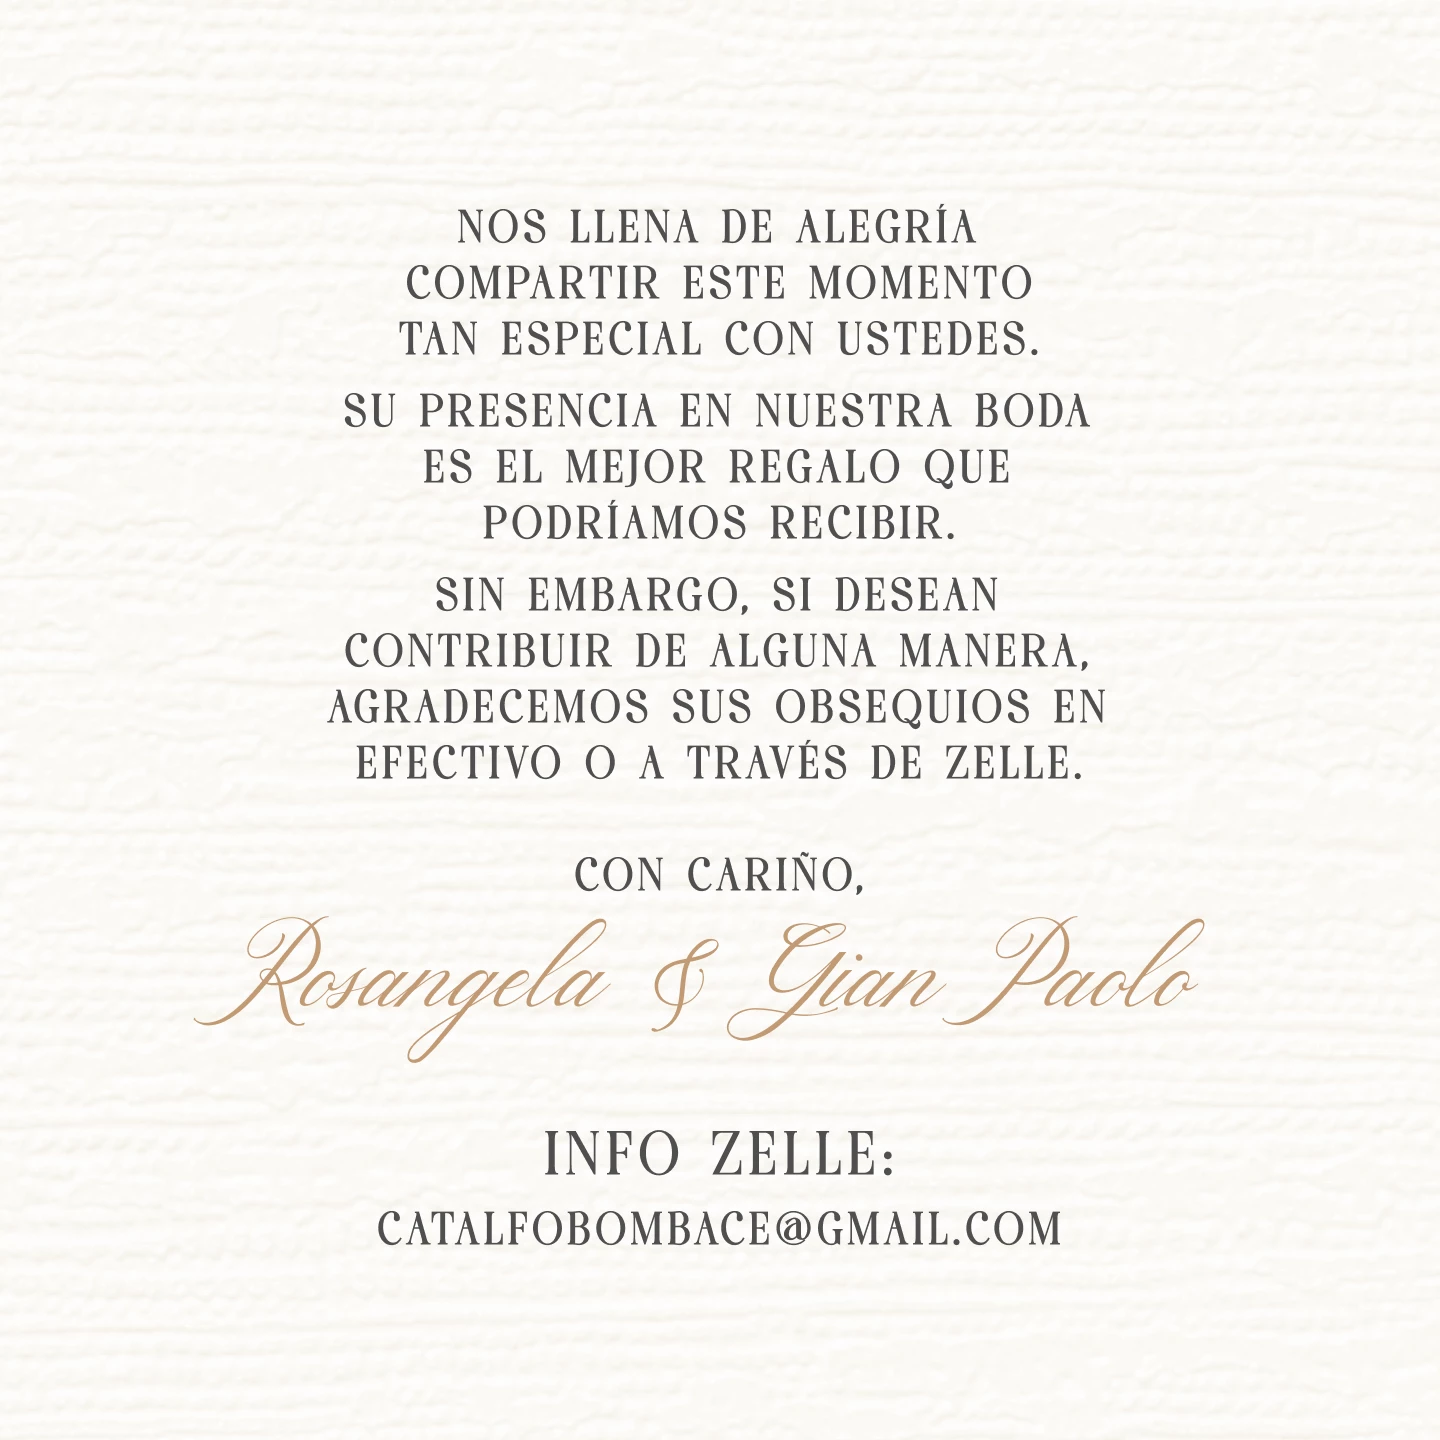 NOS LLENA DE ALEGRÍA
COMPARTIR ESTE MOMENTO
TAN ESPECIAL CON USTEDES.
SU PRESENCIA EN NUESTRA BODA
ES EL MEJOR REGALO QUE
PODRÍAMOS RECIBIR.
SIN EMBARGO, SI DESEAN
CONTRIBUIR DE ALGUNA MANERA,
AGRADECEMOS SUS OBSEQUIOS EN
EFECTIVO O A TRAVÉS DE ZELLE.
CON CARIÑO,
Rosangela & Gian Paolo
INFO ZELLE:
CATALFOBOMBACE@GMAIL.COM